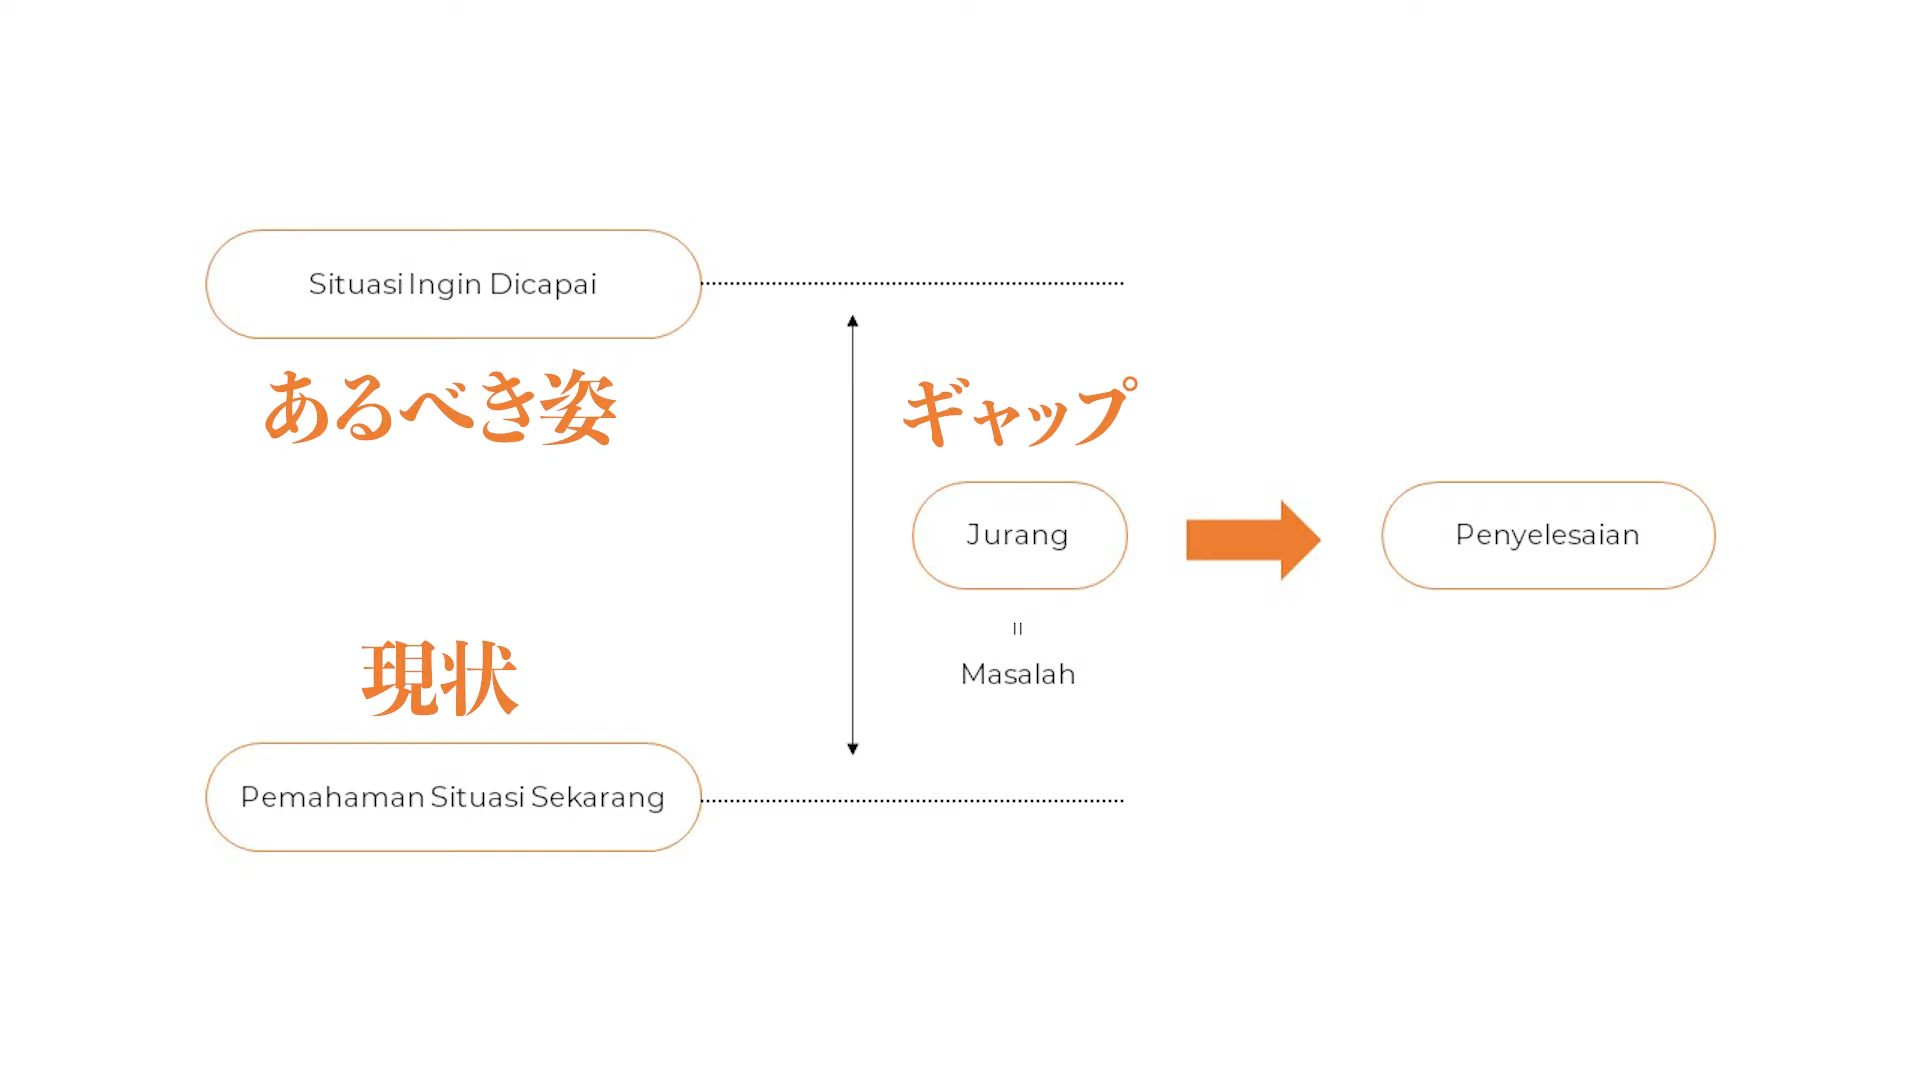 Situasi Ingin Dicapai
あるべき姿
ギャップ
Jurang
Penyelesaian
=
Masalah
現状
Pemahaman Situasi Sekarang